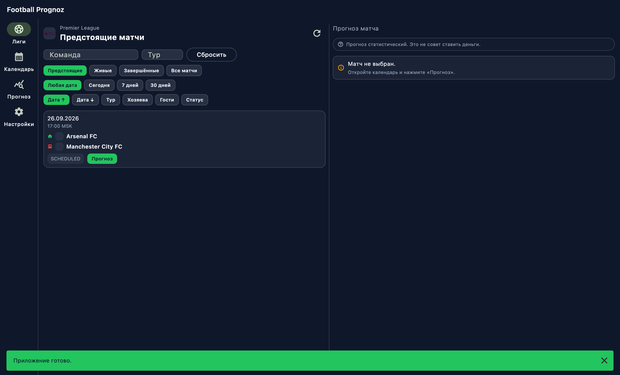 Football Prognoz
Лиги
Календарь
Прогноз
Настройки
Premier League
Предстоящие матчи
Команда
Тур
Сбросить
Предстоящие
Живые
Завершённые
Все матчи
Любая дата
Сегодня
7 дней
30 дней
Дата ↑
Дата ↓
Тур
Хозяева
Гости
Статус
26.09.2026
17:00 MSK
Arsenal FC
Manchester City FC
SCHEDULED
Прогноз
Прогноз матча
Прогноз статистический. Это не совет ставить деньги.
Матч не выбран.
Откройте календарь и нажмите «Прогноз».
Приложение готово.